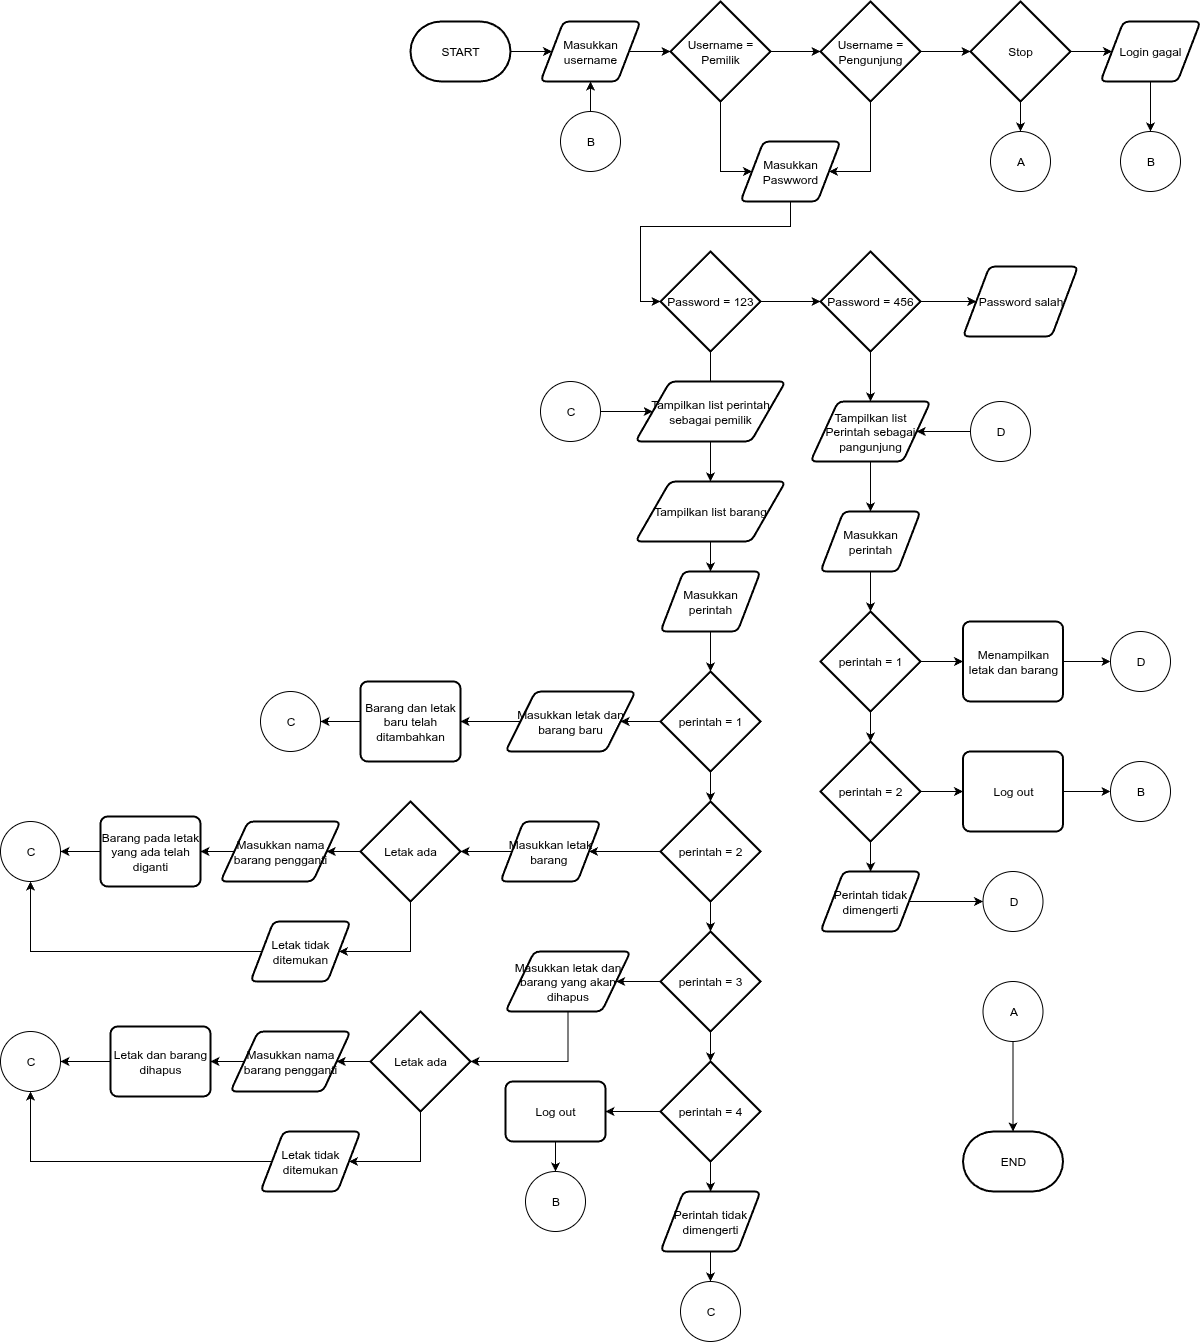 START
Masukkan
username
Username =
Pemilik
Username =
Pengunjung
Stop
Login gagal
B
A
B
Masukkan
Paswword
Password = 123
Password = 456
Password salah
C
Tampilkan list perintah
sebagai pemilik
Tampilkan list
Perintah sebagai
pangunjung
D
Tampilkan list barang
Masukkan
perintah
Masukkan
perintah
perintah = 1
Menampilkan
letak dan barang
D
C
Barang dan letak
baru telah
ditambahkan
Masukkan letak dan
barang baru
perintah = 1
perintah = 2
Log out
B
C
Barang pada letak
yang ada telah
diganti
Masukkan nama
barang pengganti
Letak ada
Masukkan letak
barang
perintah = 2
Perintah tidak
dimengerti
D
Letak tidak
ditemukan
Masukkan letak dan
barang yang akan
dihapus
perintah = 3
A
C
Letak dan barang
dihapus
Masukkan nama
barang pengganti
Letak ada
Log out
perintah = 4
Letak tidak
ditemukan
END
B
Perintah tidak
dimengerti
C